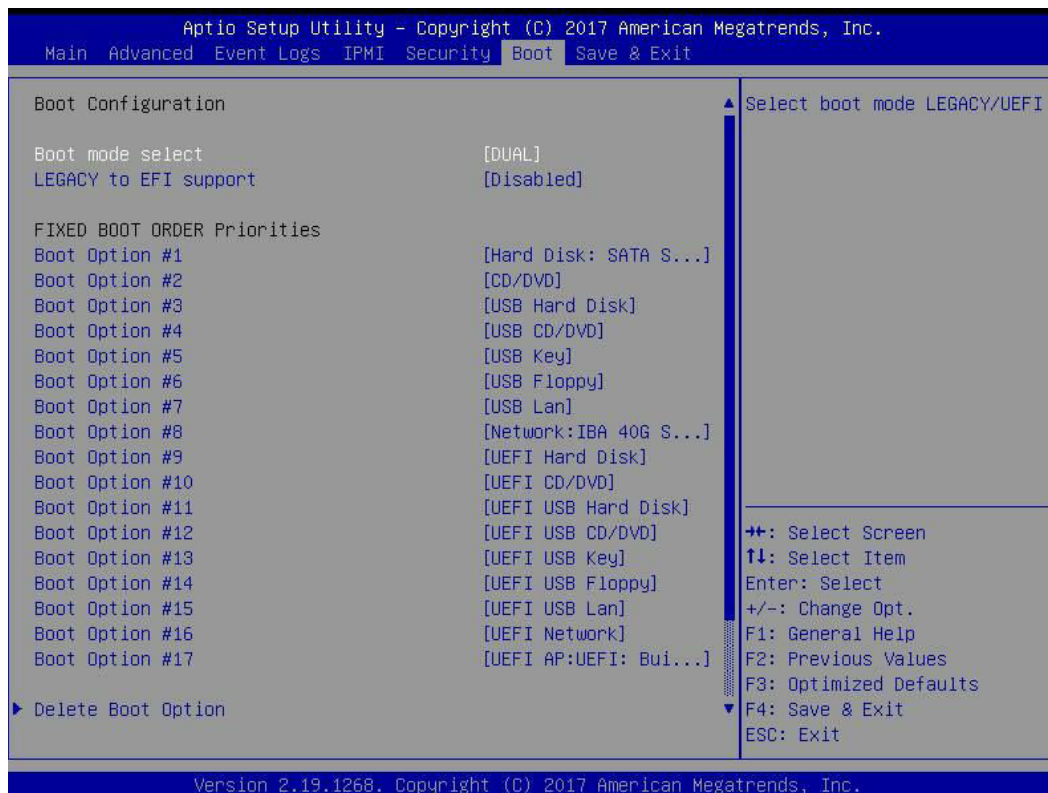 Aptio Setup Utility – Copyright (C) 2017 American Megatrends, Inc.
Main Advanced Event Logs IPMI Security Boot Save & Exit
Boot Configuration
Boot mode select [DUAL]
LEGACY to EFI support [Disabled]
FIXED BOOT ORDER Priorities
Boot Option #1 [Hard Disk: SATA S...]
Boot Option #2 [CD/DVD]
Boot Option #3 [USB Hard Disk]
Boot Option #4 [USB CD/DVD]
Boot Option #5 [USB Key]
Boot Option #6 [USB Floppy]
Boot Option #7 [USB Lan]
Boot Option #8 [Network:IBA 40G S...]
Boot Option #9 [UEFI Hard Disk]
Boot Option #10 [UEFI CD/DVD]
Boot Option #11 [UEFI USB Hard Disk]
Boot Option #12 [UEFI USB CD/DVD]
Boot Option #13 [UEFI USB Key]
Boot Option #14 [UEFI USB Floppy]
Boot Option #15 [UEFI USB Lan]
Boot Option #16 [UEFI Network]
Boot Option #17 [UEFI AP:UEFI: Bui...]
Delete Boot Option
Select boot mode LEGACY/UEFI
→←: Select Screen
↑↓: Select Item
Enter: Select
+/-: Change Opt.
F1: General Help
F2: Previous Values
F3: Optimized Defaults
F4: Save & Exit
ESC: Exit
Version 2.19.1268. Copyright (C) 2017 American Megatrends, Inc.